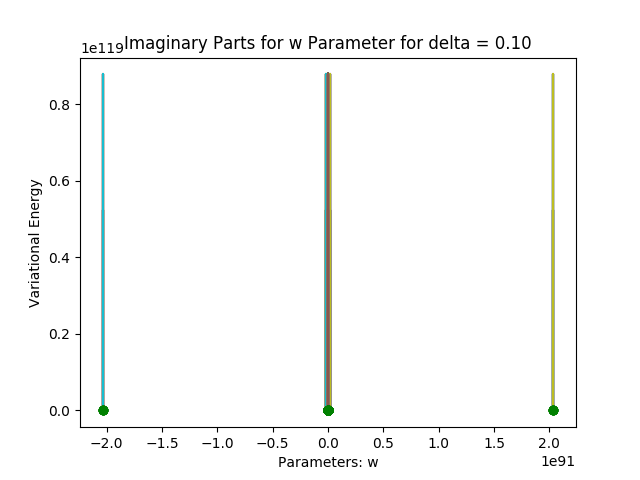 1e119 Imaginary Parts for w Parameter for delta = 0.10
0.8
0.6
0.4
0.2
0.0
Variational Energy
−2.0 −1.5 −1.0 −0.5 0.0 0.5 1.0 1.5 2.0
1e91
Parameters: w